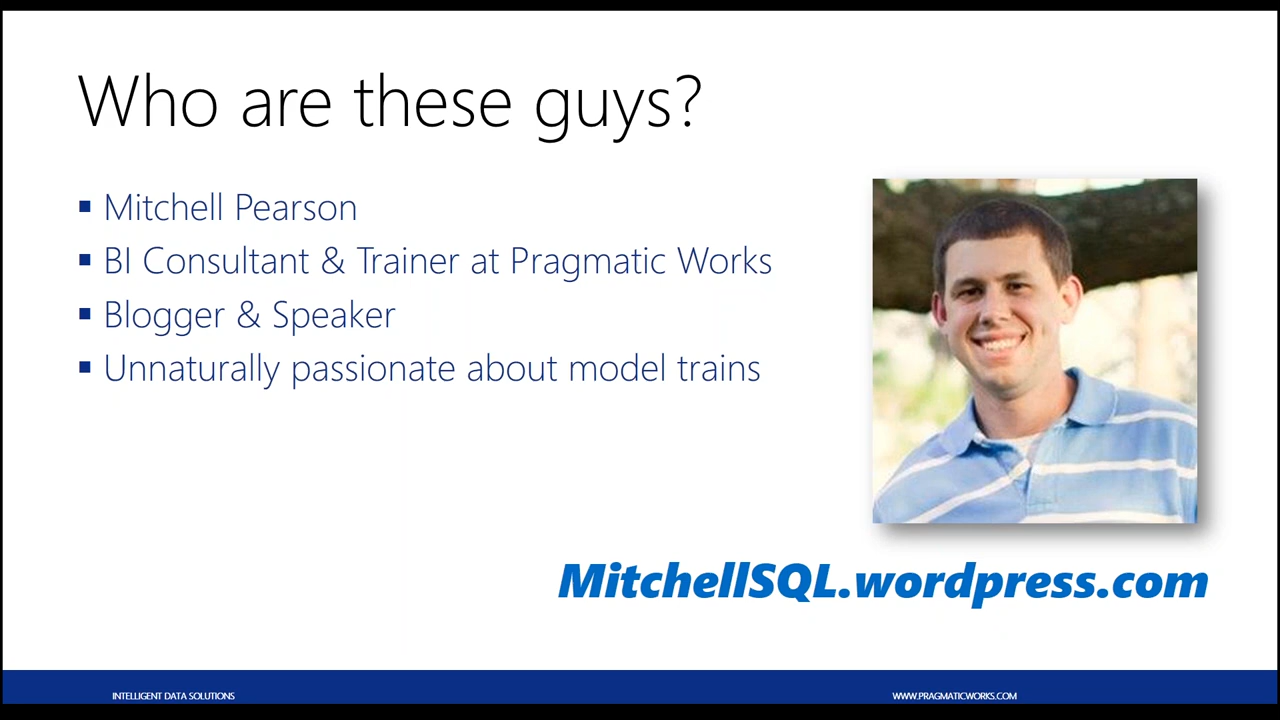 Who are these guys?
Mitchell Pearson
BI Consultant & Trainer at Pragmatic Works
Blogger & Speaker
Unnaturally passionate about model trains
MitchellSQL.wordpress.com
INTELLIGENT DATA SOLUTIONS
WWW.PRAGMATICWORKS.COM